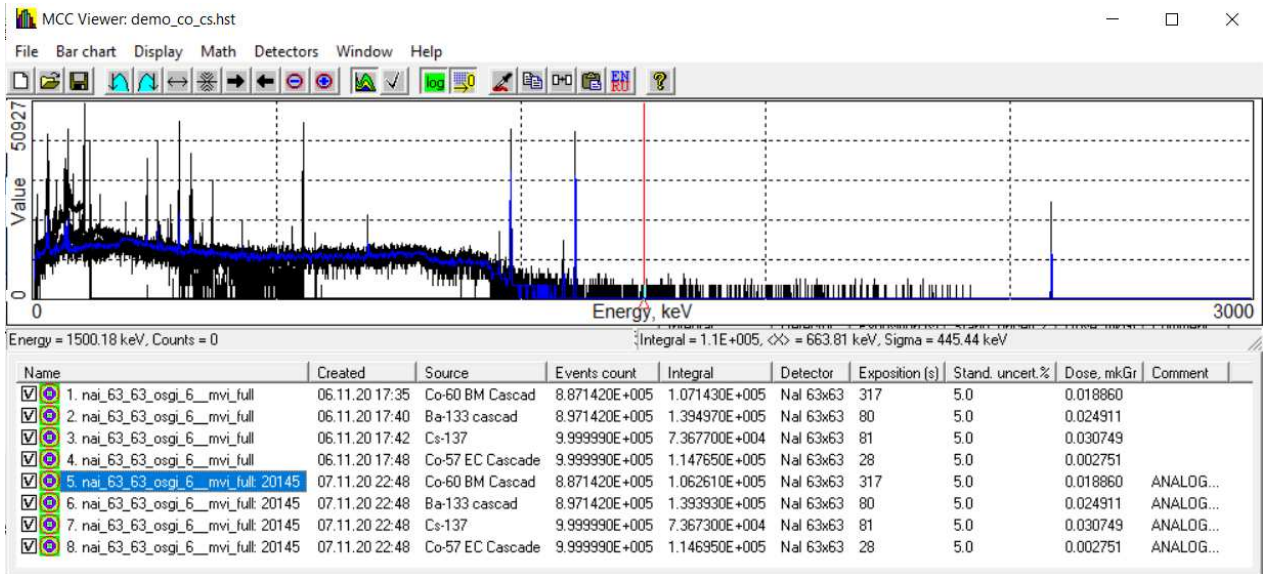 MCC Viewer: demo_co_cs.hst
File Bar chart Display Math Detectors Window Help
log EN RU ?
50927
Value
0
0 Energy, keV 3000
Energy = 1500.18 keV, Counts = 0 Integral = 1.1E+005, <X> = 663.81 keV, Sigma = 445.44 keV
Name Created Source Events count Integral Detector Exposition (s) Stand. uncert.% Dose, mkGr Comment
1. nai_63_63_osgi_6__mvi_full 06.11.20 17:35 Co-60 BM Cascad 8.871420E+005 1.071430E+005 NaI 63x63 317 5.0 0.018860
2. nai_63_63_osgi_6__mvi_full 06.11.20 17:40 Ba-133 cascad 8.971420E+005 1.394970E+005 NaI 63x63 80 5.0 0.024911
3. nai_63_63_osgi_6__mvi_full 06.11.20 17:42 Cs-137 9.999990E+005 7.367700E+004 NaI 63x63 81 5.0 0.030749
4. nai_63_63_osgi_6__mvi_full 06.11.20 17:48 Co-57 EC Cascade 9.999990E+005 1.147650E+005 NaI 63x63 28 5.0 0.002751
5. nai_63_63_osgi_6__mvi_full: 20145 07.11.20 22:48 Co-60 BM Cascad 8.871420E+005 1.062610E+005 NaI 63x63 317 5.0 0.018860 ANALOG...
6. nai_63_63_osgi_6__mvi_full: 20145 07.11.20 22:48 Ba-133 cascad 8.971420E+005 1.393930E+005 NaI 63x63 80 5.0 0.024911 ANALOG...
7. nai_63_63_osgi_6__mvi_full: 20145 07.11.20 22:48 Cs-137 9.999990E+005 7.367300E+004 NaI 63x63 81 5.0 0.030749 ANALOG...
8. nai_63_63_osgi_6__mvi_full: 20145 07.11.20 22:48 Co-57 EC Cascade 9.999990E+005 1.146950E+005 NaI 63x63 28 5.0 0.002751 ANALOG...